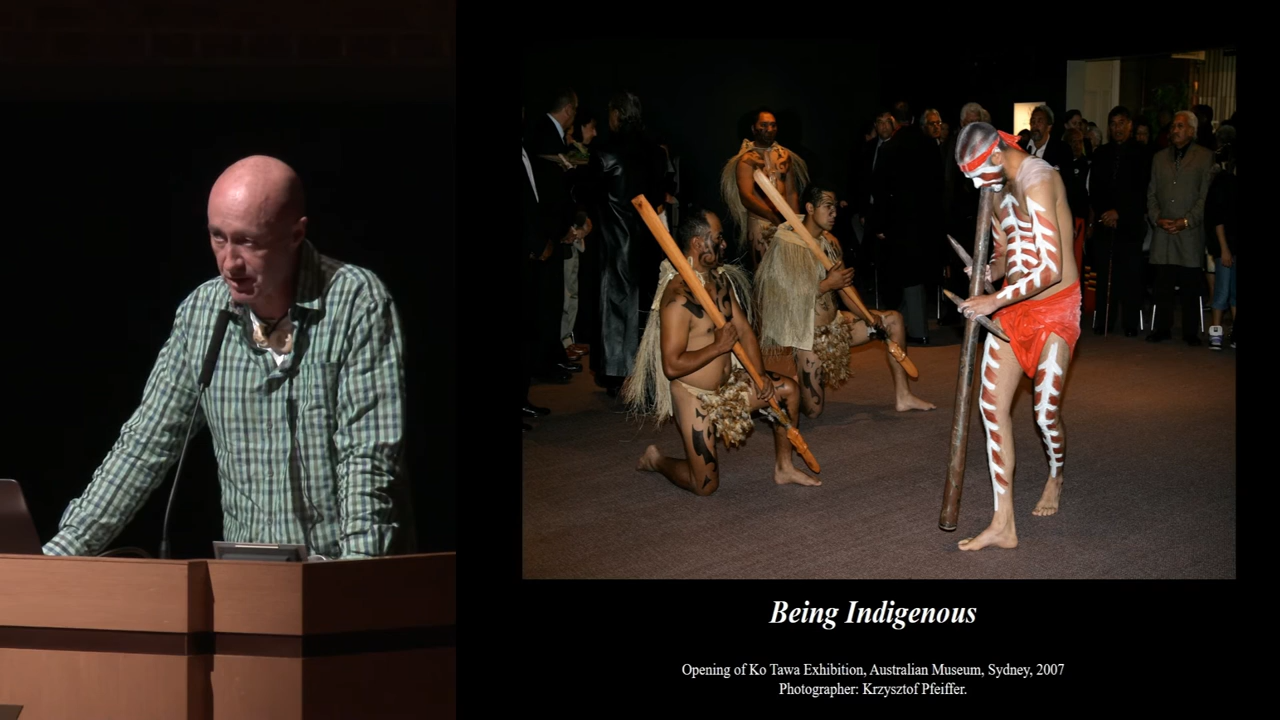 Being Indigenous
Opening of Ko Tawa Exhibition, Australian Museum, Sydney, 2007
Photographer: Krzysztof Pfeiffer.